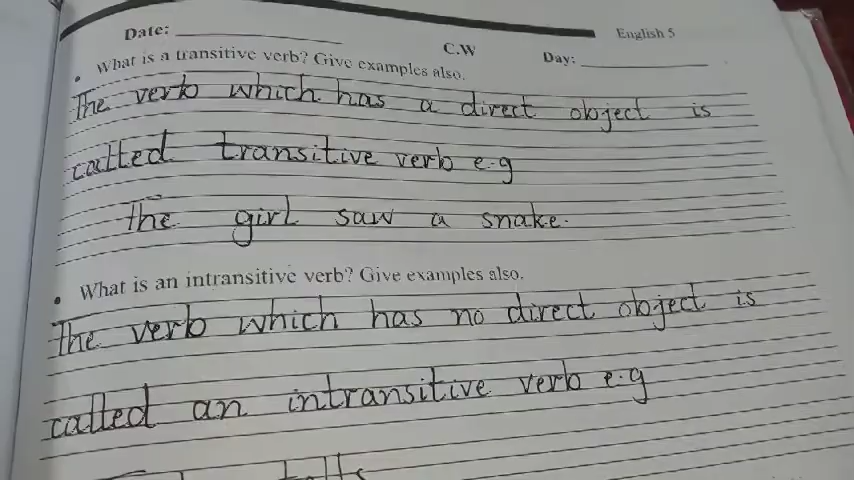 Date: C.W English 5
Day:
• What is a transitive verb? Give examples also.
The verb which has a direct object is
called transitive verb e.g
the girl saw a snake.
• What is an intransitive verb? Give examples also.
The verb which has no direct object is
called an intransitive verb e.g